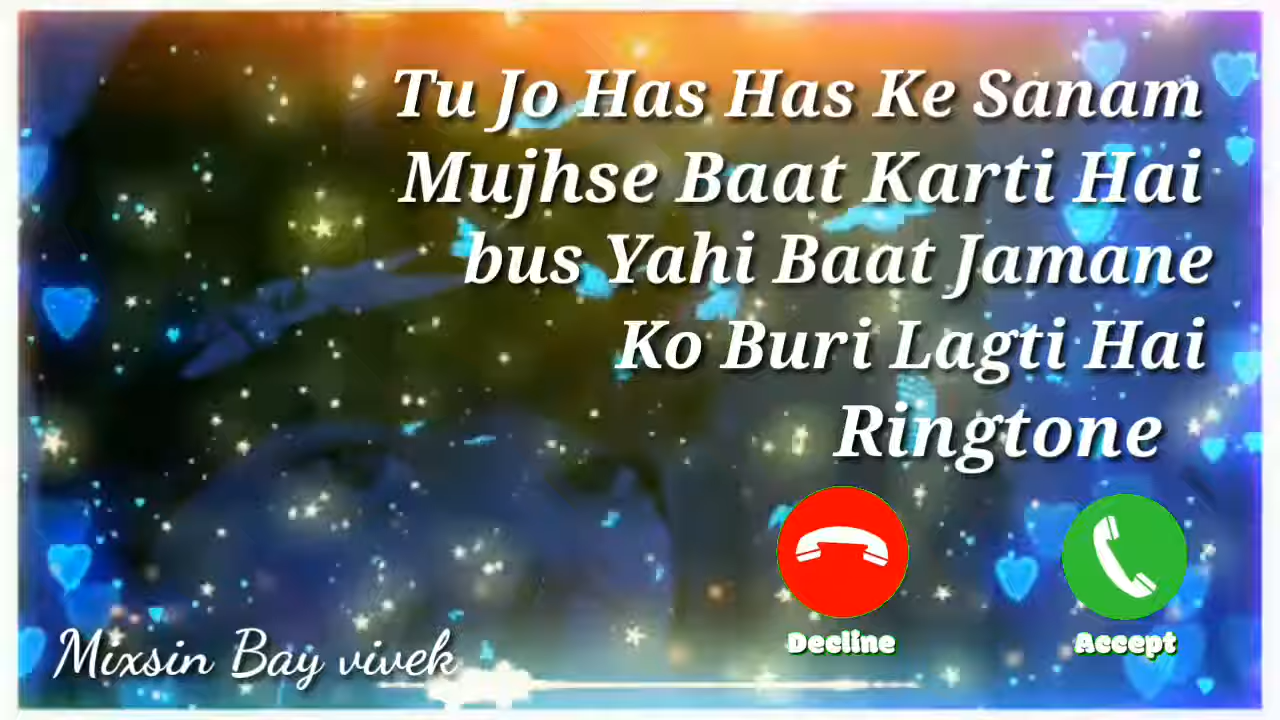 Tu Jo Has Has Ke Sanam
Mujhse Baat Karti Hai
bus Yahi Baat Jamane
Ko Buri Lagti Hai
Ringtone
Decline
Accept
Mixsin Bay vivek